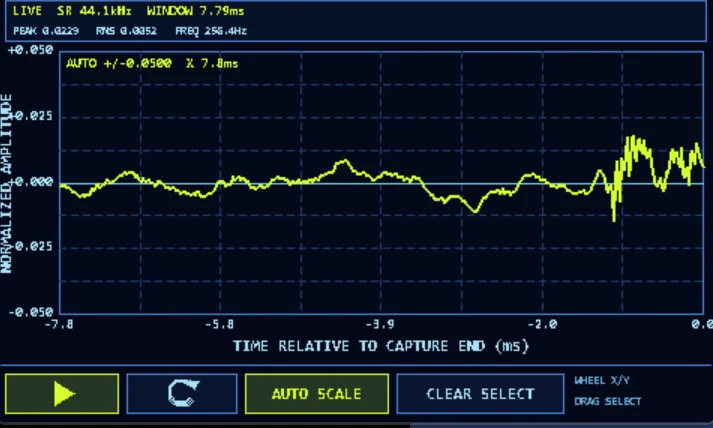 LIVE SR 44.1kHz WINDOW 7.79ms
PEAK 0.0229 RMS 0.0052 FREQ 256.4Hz
+0.050
AUTO +/-0.0500 X 7.8ms
+0.025
+0.000
-0.025
-0.050
NORMALIZED AMPLITUDE
-7.8 -5.8 -3.9 -2.0 0.0
TIME RELATIVE TO CAPTURE END (ms)
AUTO SCALE
CLEAR SELECT
WHEEL X/Y
DRAG SELECT